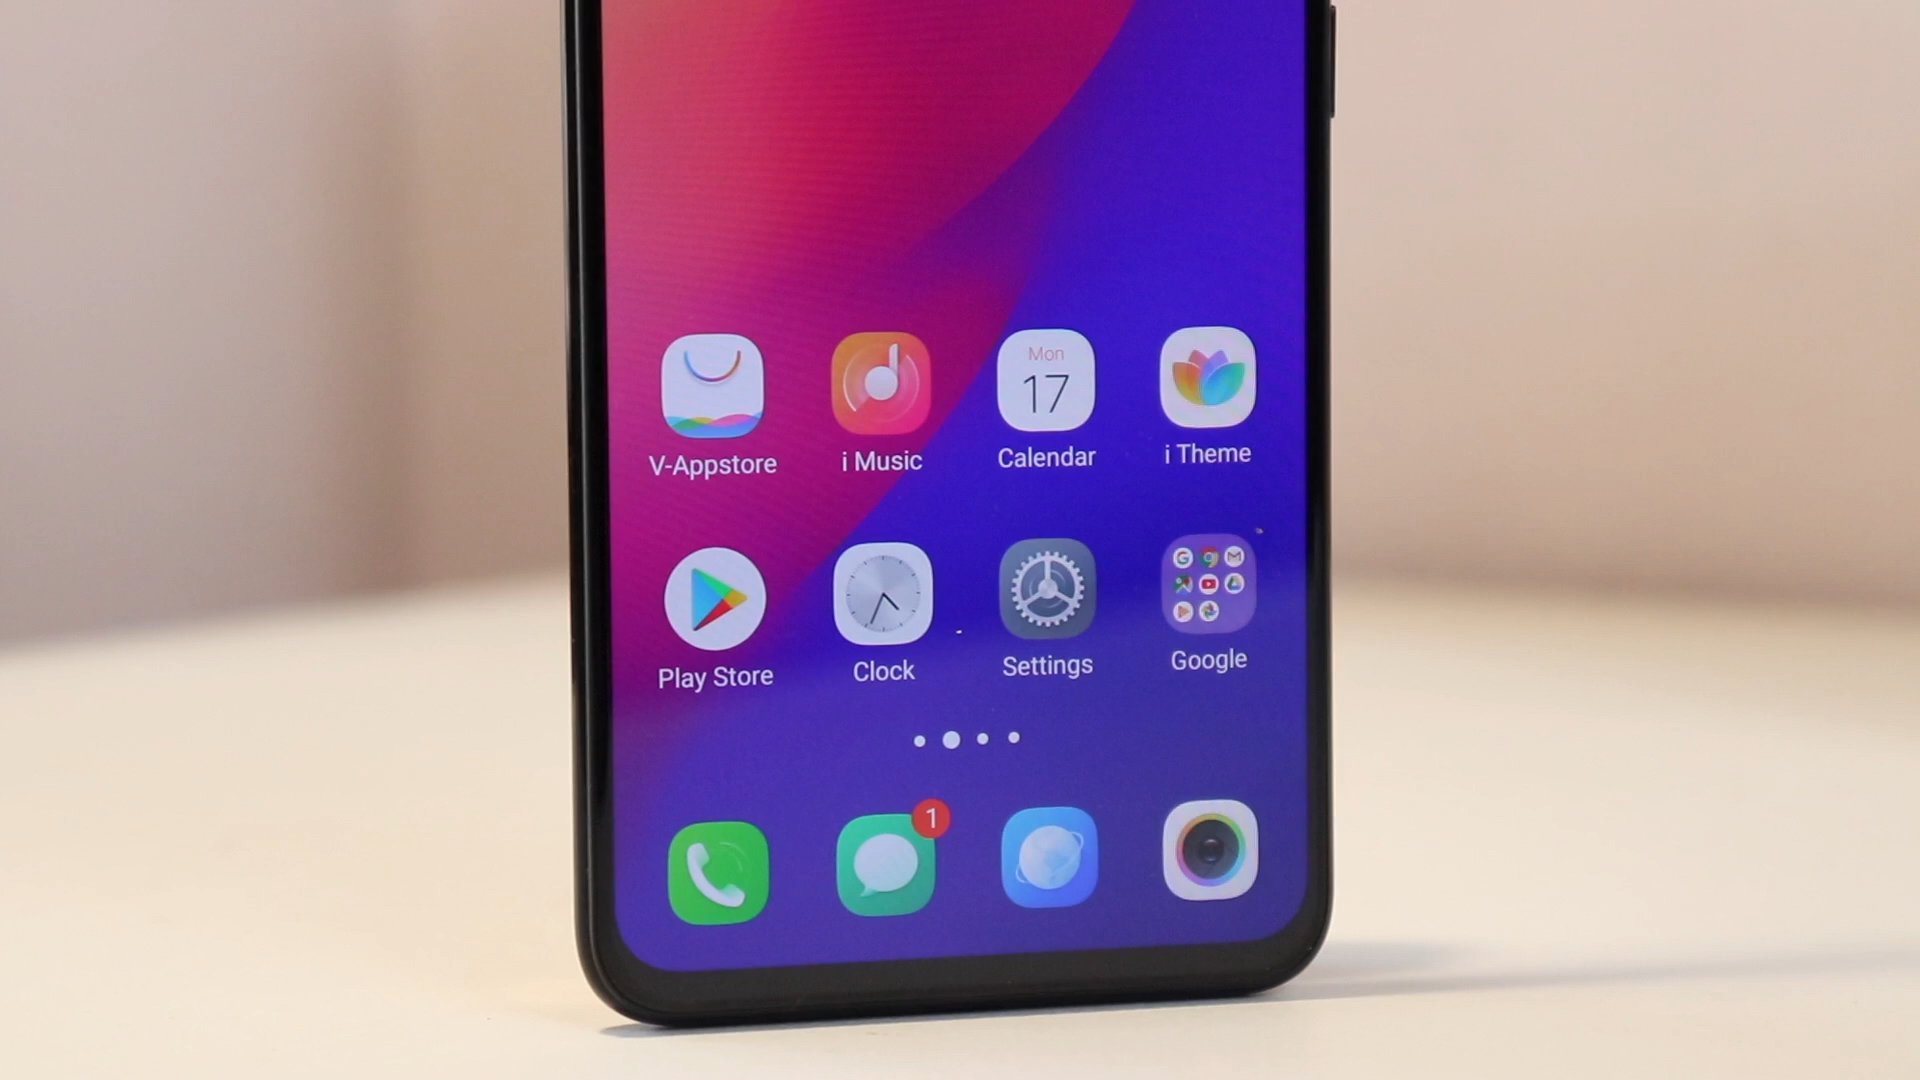 Mon
17
V-Appstore
i Music
Calendar
i Theme
Play Store
Clock
Settings
Google
1